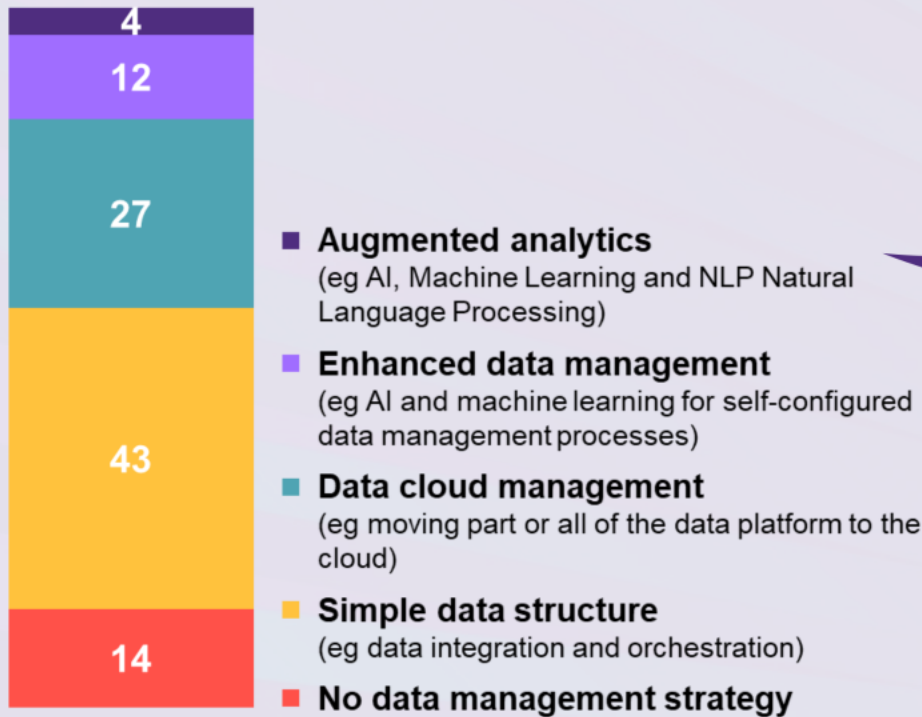 4
12
27
43
14
Augmented analytics
(eg AI, Machine Learning and NLP Natural
Language Processing)
Enhanced data management
(eg AI and machine learning for self-configured
data management processes)
Data cloud management
(eg moving part or all of the data platform to the
cloud)
Simple data structure
(eg data integration and orchestration)
No data management strategy